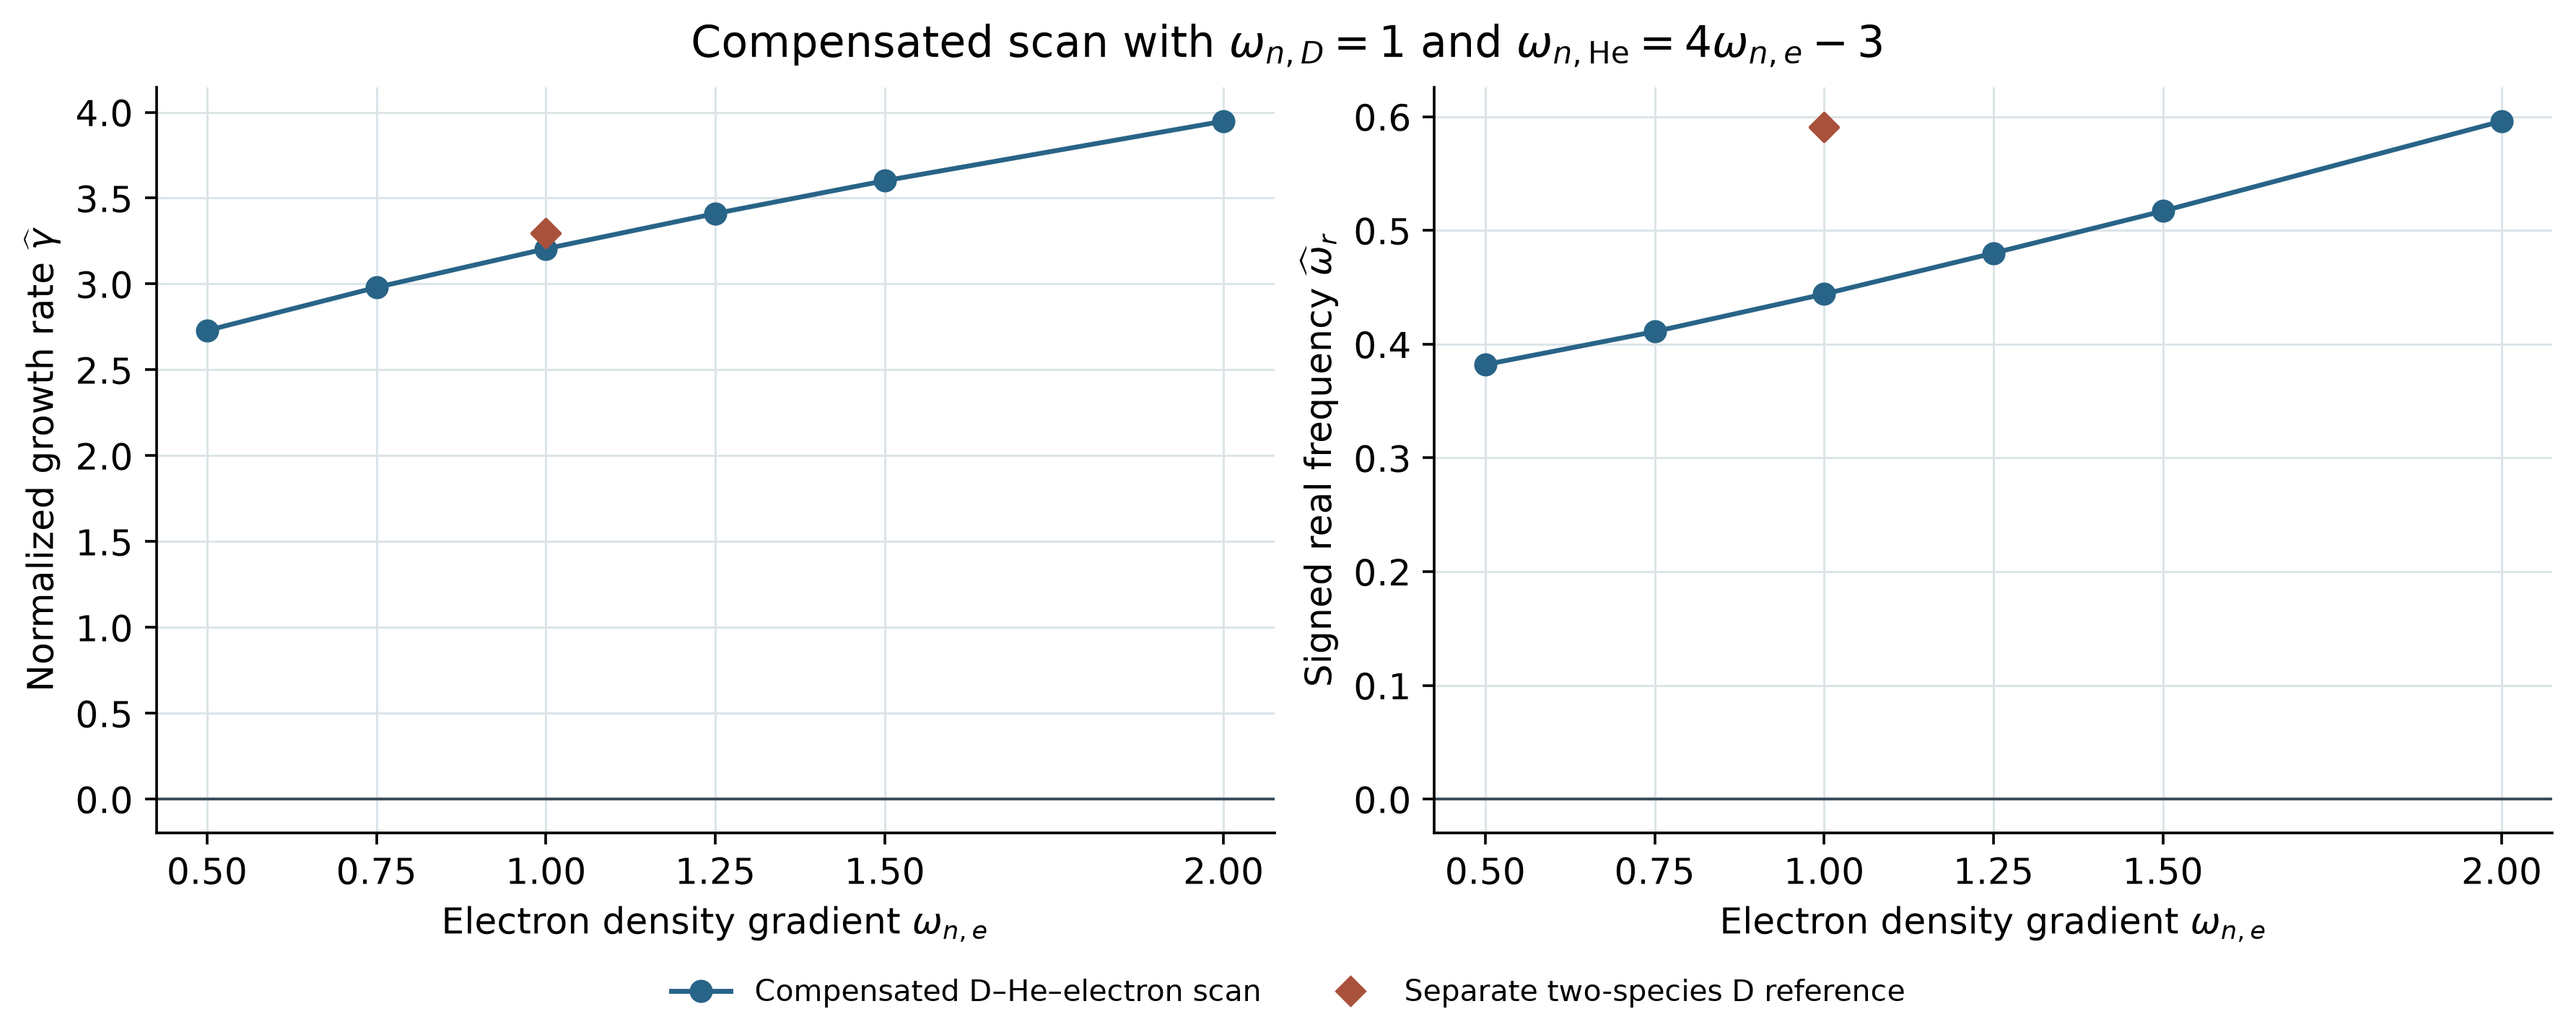 Compensated scan with ω_{n,D} = 1 and ω_{n,He} = 4ω_{n,e} − 3
Normalized growth rate γ̂
4.0
3.5
3.0
2.5
2.0
1.5
1.0
0.5
0.0
0.50 0.75 1.00 1.25 1.50 2.00
Electron density gradient ω_{n,e}
Signed real frequency ω̂_r
0.6
0.5
0.4
0.3
0.2
0.1
0.0
0.50 0.75 1.00 1.25 1.50 2.00
Electron density gradient ω_{n,e}
Compensated D–He–electron scan
Separate two-species D reference